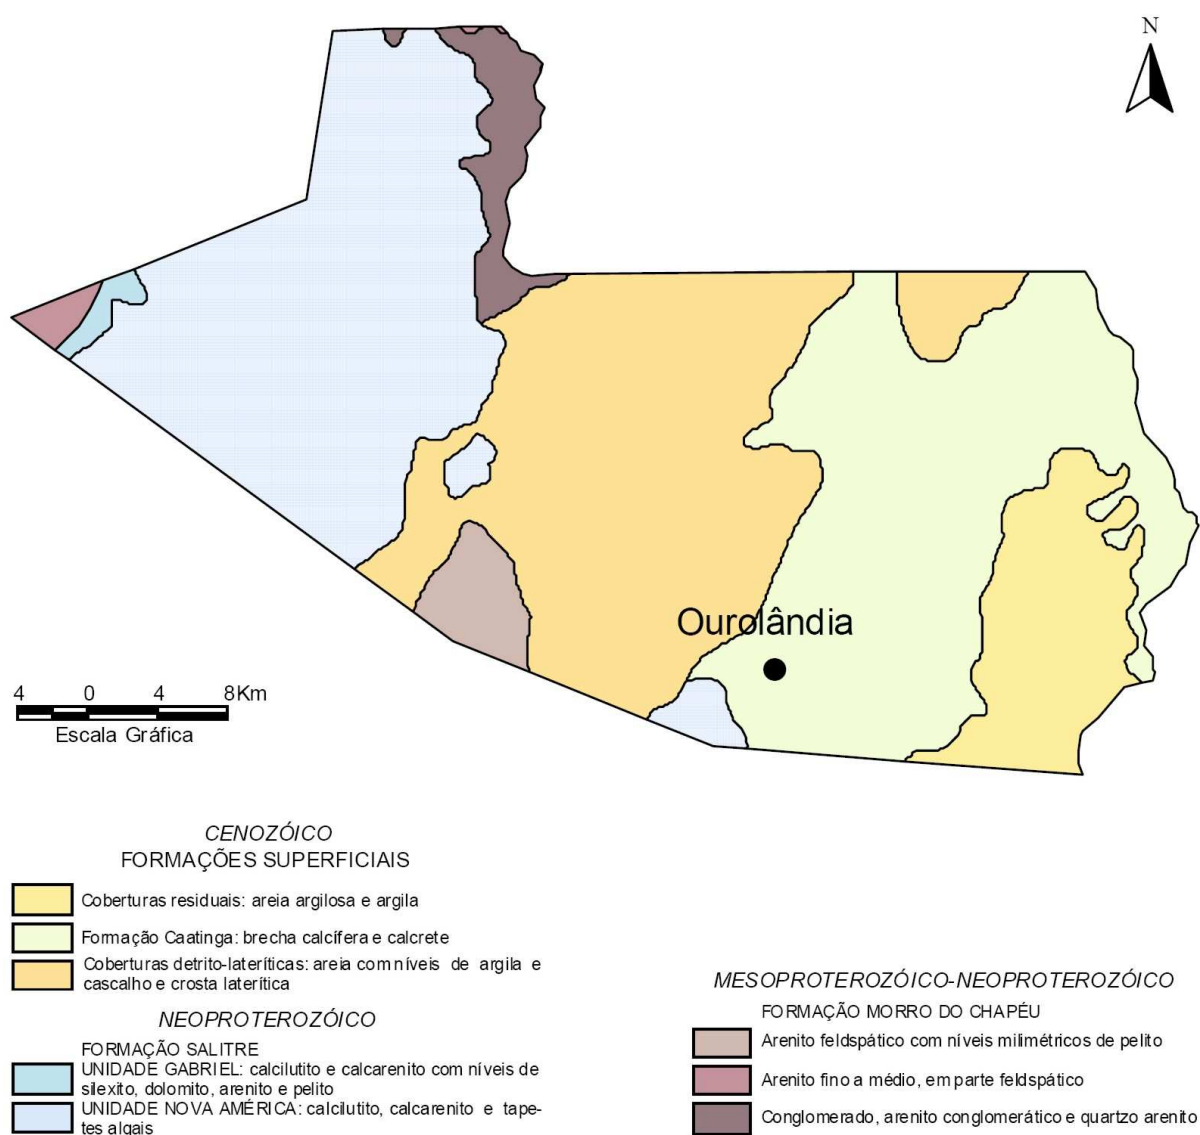 N
Ourolândia
4 0 4 8Km
Escala Gráfica
CENOZÓICO
FORMAÇÕES SUPERFICIAIS
Coberturas residuais: areia argilosa e argila
Formação Caatinga: brecha calcífera e calcrete
Coberturas detrito-lateríticas: areia com níveis de argila e
cascalho e crosta laterítica
NEOPROTEROZÓICO
FORMAÇÃO SALITRE
UNIDADE GABRIEL: calcilutito e calcarenito com níveis de
silexito, dolomito, arenito e pelito
UNIDADE NOVA AMÉRICA: calcilutito, calcarenito e tape-
tes algais
MESOPROTEROZÓICO-NEOPROTEROZÓICO
FORMAÇÃO MORRO DO CHAPÉU
Arenito feldspático com níveis milimétricos de pelito
Arenito fino a médio, em parte feldspático
Conglomerado, arenito conglomerático e quartzo arenito